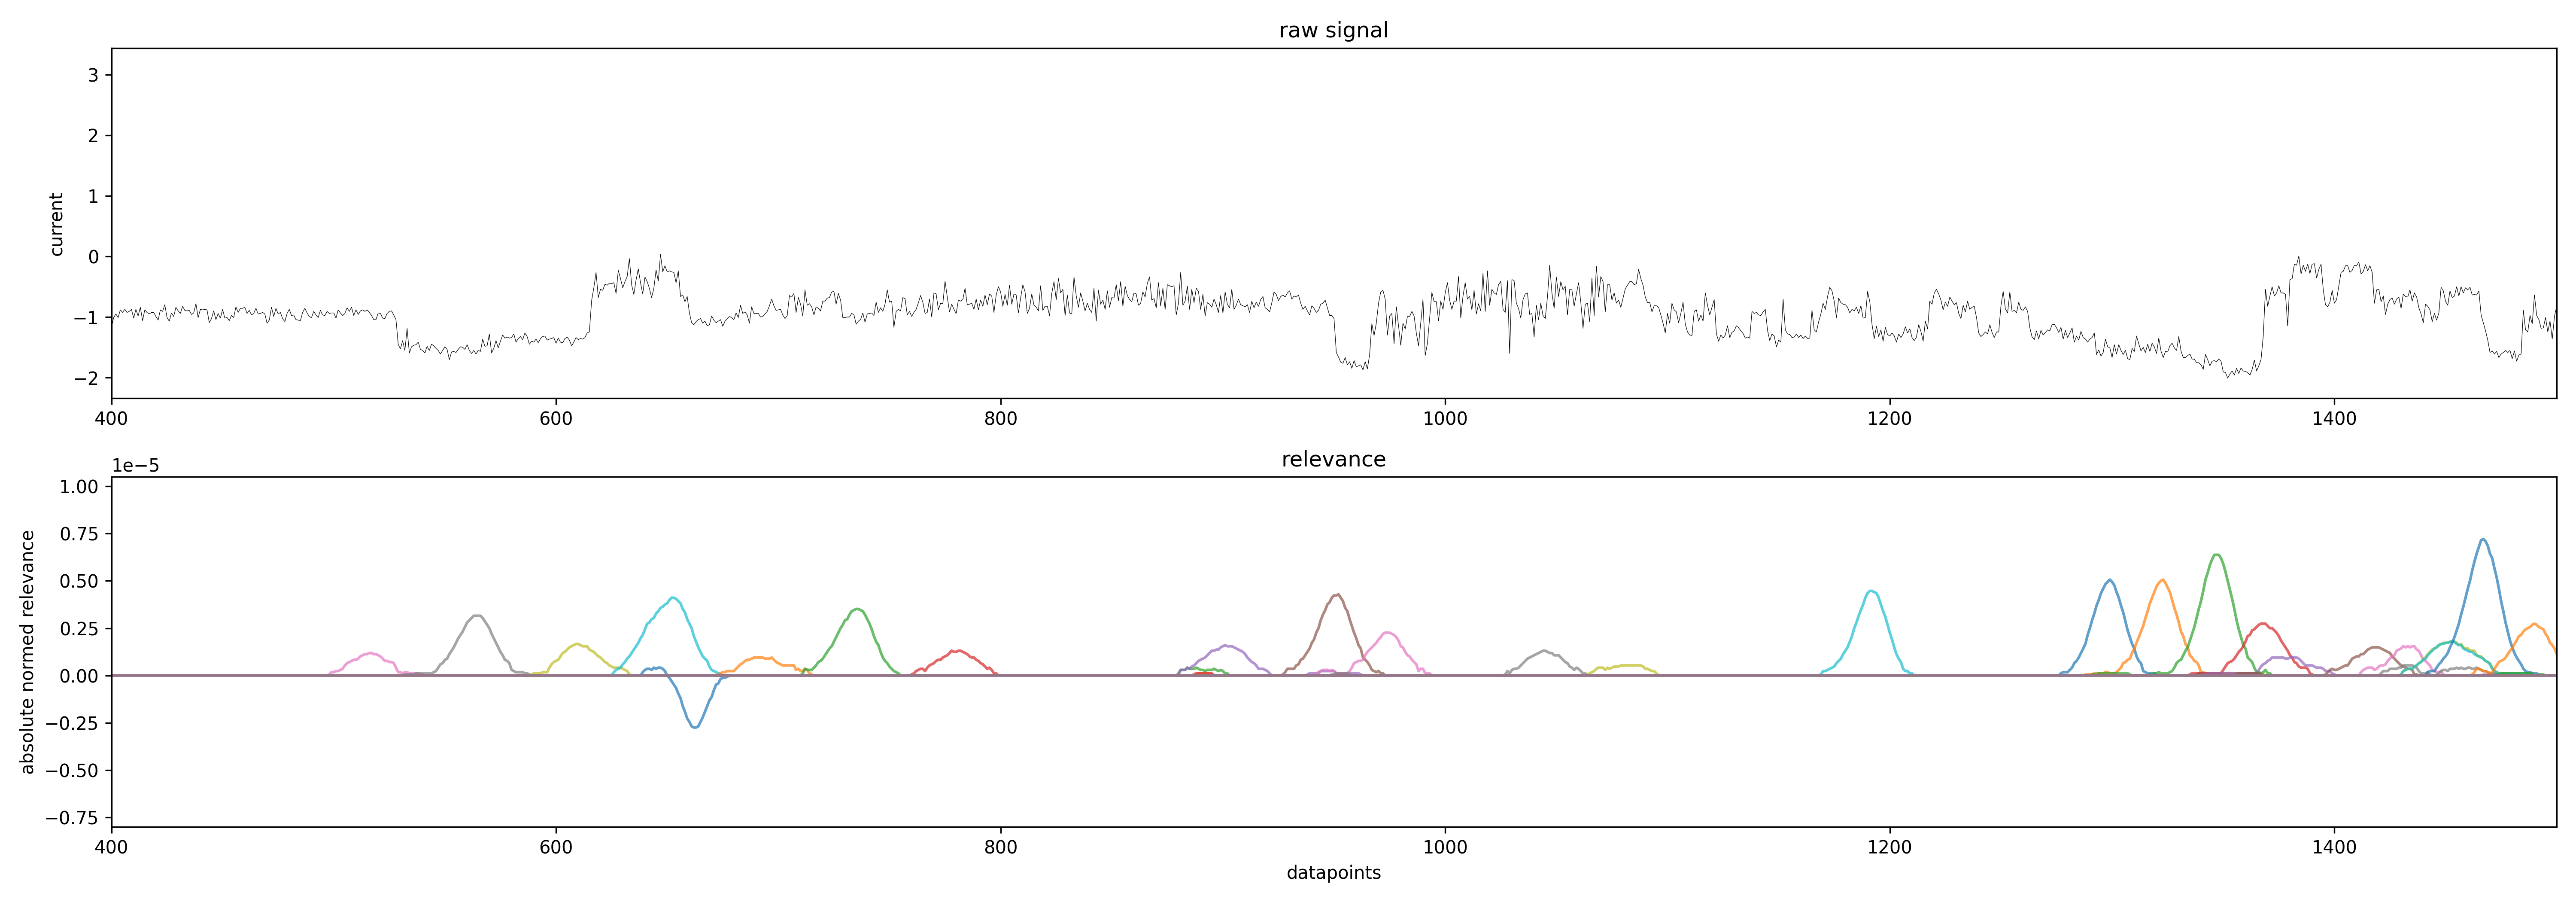 raw signal
3
2
1
0
−1
−2
current
400 600 800 1000 1200 1400
relevance
1e−5
1.00
0.75
0.50
0.25
0.00
−0.25
−0.50
−0.75
absolute normed relevance
400 600 800 1000 1200 1400
datapoints